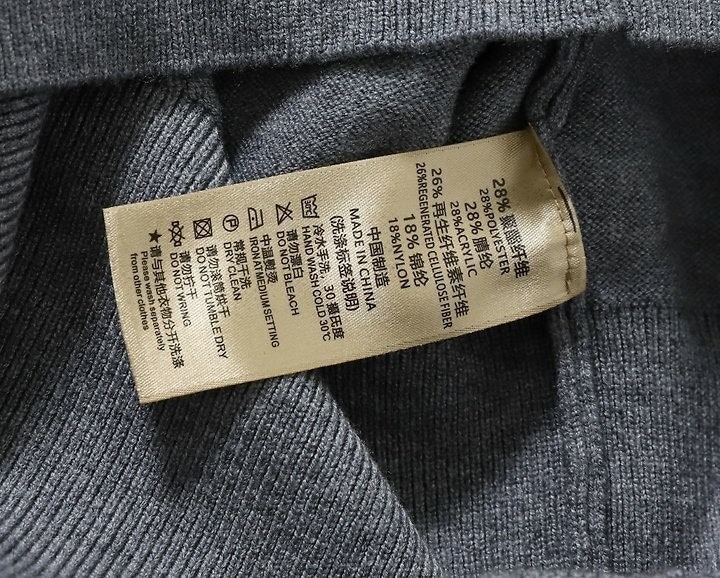 28% 聚酯纤维
28%POLYESTER
28% 腈纶
28%ACRYLIC
26% 再生纤维素纤维
26%REGENERATED CELLULOSE FIBER
18% 锦纶
18%NYLON
中国制造
MADE IN CHINA
(洗涤标签说明)
冷水手洗，30 摄氏度
HAND WASH COLD 30℃
请勿漂白
DO NOT BLEACH
中温熨烫
IRON AT MEDIUM SETTING
常规干洗
DRY CLEAN
请勿滚筒烘干
DO NOT TUMBLE DRY
请勿拧干
DO NOT WRING
★请与其他衣物分开洗涤
Please wash separately
from other clothes